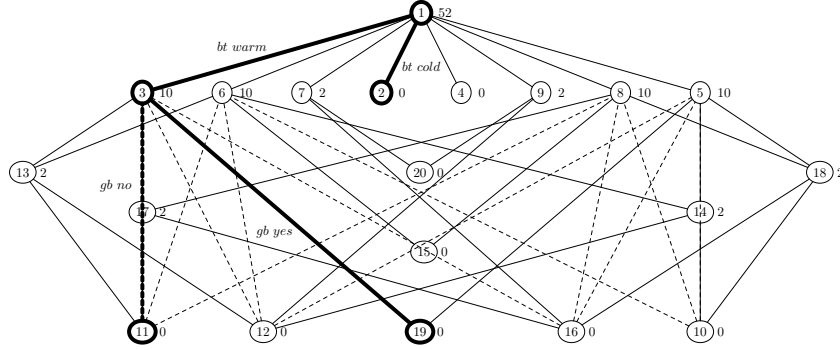 1 52
bt warm
bt cold
3 10 6 10 7 2 2 0 4 0 9 2 8 10 5 10
13 2 20 0 18 2
gb no
17 2 14 2
gb yes
15 0
11 0 12 0 19 0 16 0 10 0